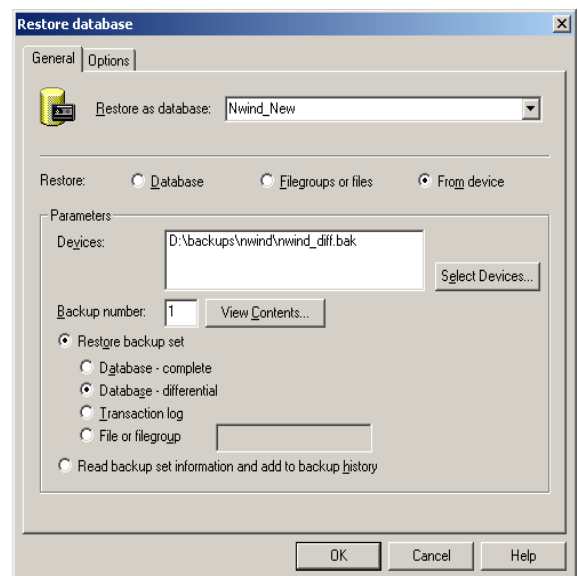 Restore database
General Options
Restore as database: Nwind_New
Restore: Database Filegroups or files From device
Parameters
Devices: D:\backups\nwind\nwind_diff.bak
Select Devices...
Backup number: 1 View Contents...
Restore backup set
Database - complete
Database - differential
Transaction log
File or filegroup
Read backup set information and add to backup history
OK Cancel Help